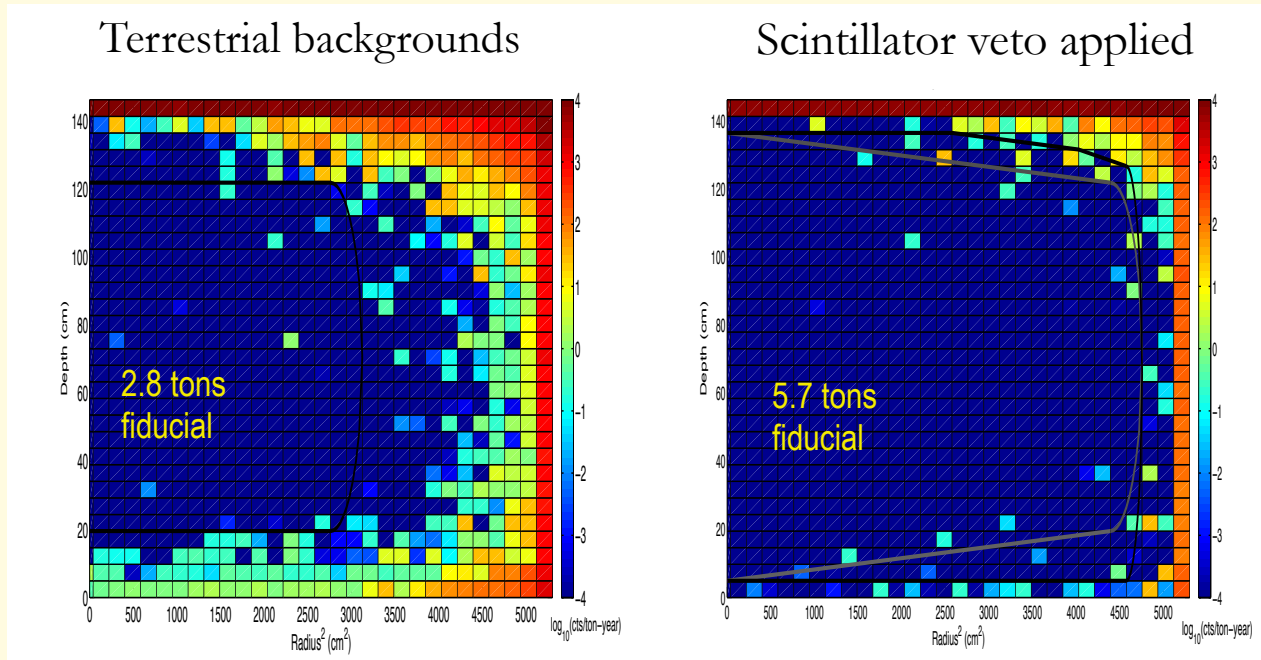 Terrestrial backgrounds
Scintillator veto applied
140
120
100
80
60
40
20
0
Depth (cm)
2.8 tons
fiducial
0 500 1000 1500 2000 2500 3000 3500 4000 4500 5000
Radius² (cm²)
4
3
2
1
0
−1
−2
−3
−4
log₁₀(cts/ton−year)
140
120
100
80
60
40
20
0
Depth (cm)
5.7 tons
fiducial
0 500 1000 1500 2000 2500 3000 3500 4000 4500 5000
Radius² (cm²)
4
3
2
1
0
−1
−2
−3
−4
log₁₀(cts/ton−year)